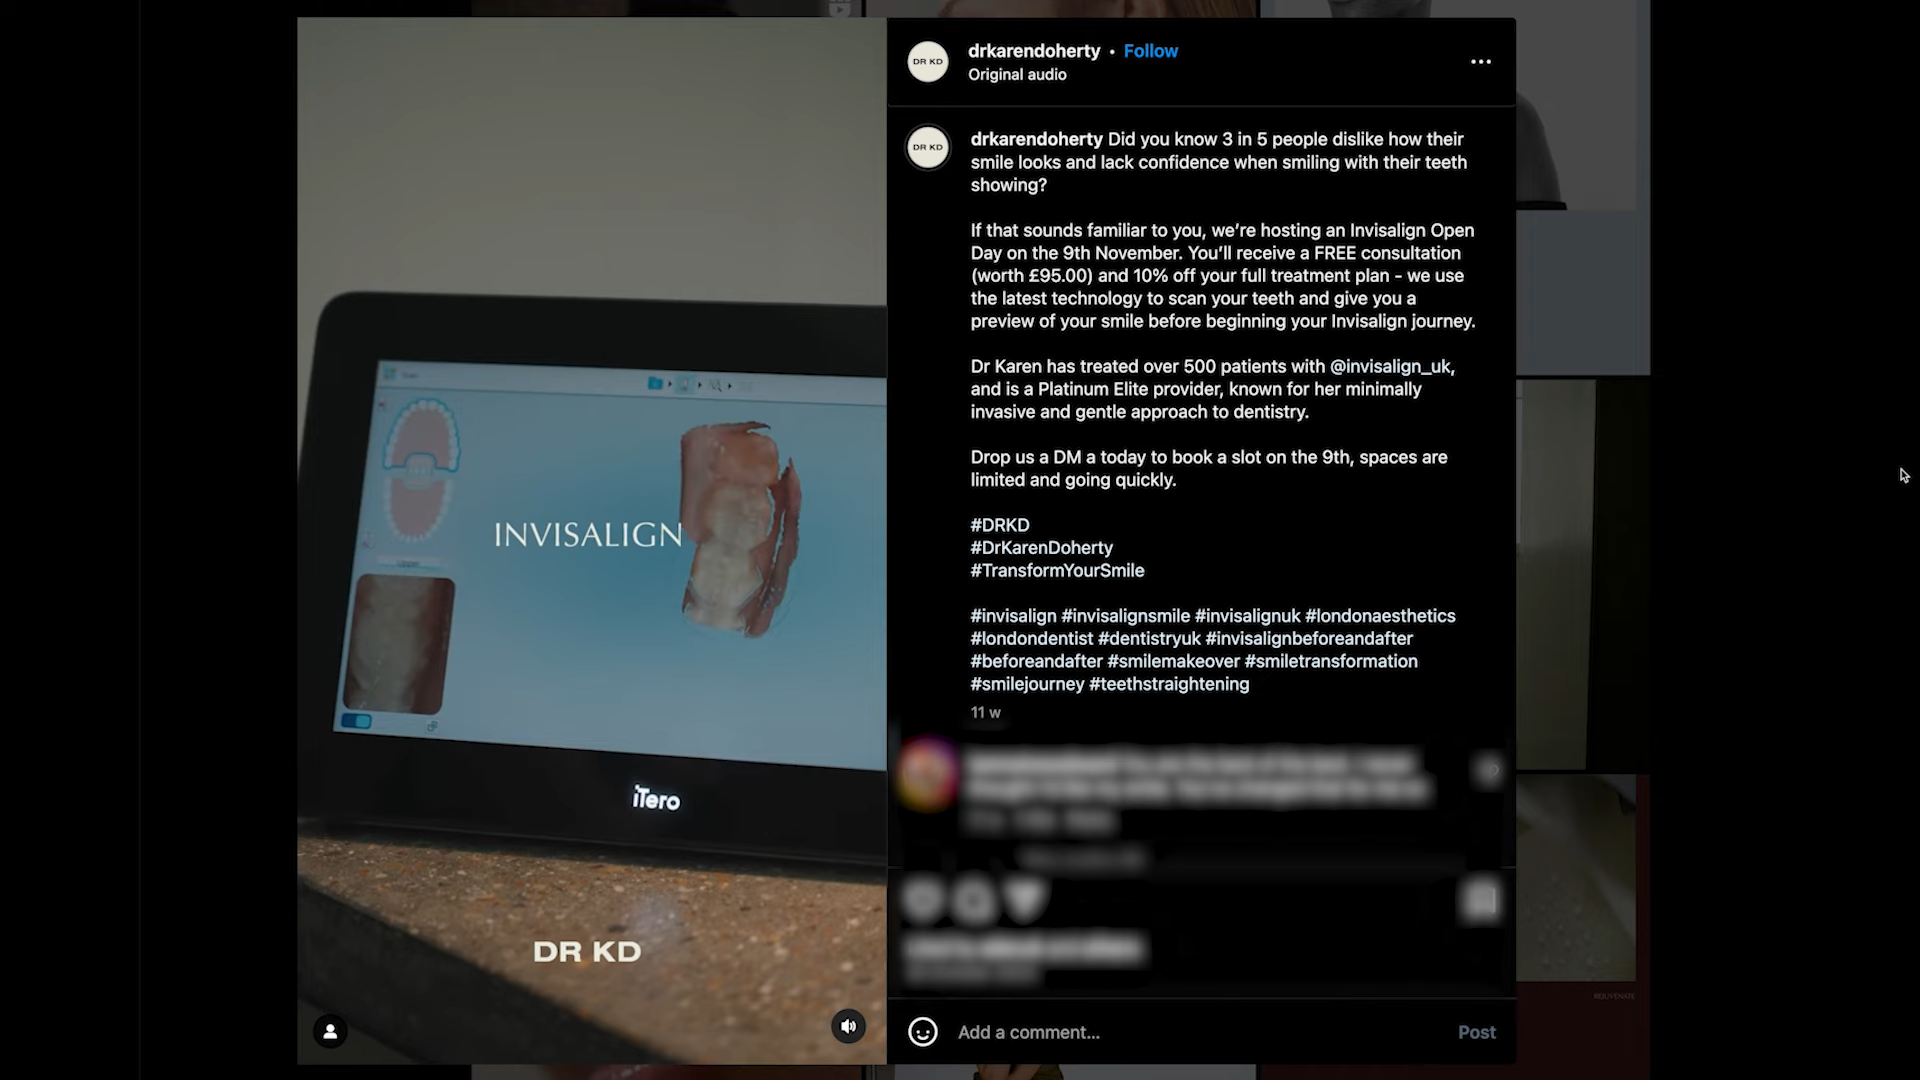 drkarendoherty • Follow
Original audio
DR KD
drkarendoherty Did you know 3 in 5 people dislike how their
smile looks and lack confidence when smiling with their teeth
showing?
DR KD
If that sounds familiar to you, we’re hosting an Invisalign Open
Day on the 9th November. You’ll receive a FREE consultation
(worth £95.00) and 10% off your full treatment plan - we use
the latest technology to scan your teeth and give you a
preview of your smile before beginning your Invisalign journey.
Dr Karen has treated over 500 patients with @invisalign_uk,
and is a Platinum Elite provider, known for her minimally
invasive and gentle approach to dentistry.
Drop us a DM a today to book a slot on the 9th, spaces are
limited and going quickly.
#DRKD
#DrKarenDoherty
#TransformYourSmile
#invisalign #invisalignsmile #invisalignuk #londonaesthetics
#londondentist #dentistryuk #invisalignbeforeandafter
#beforeandafter #smilemakeover #smiletransformation
#smilejourney #teethstraightening
11 w
Add a comment...
Post
INVISALIGN
iTero
DR KD
REJUVENATE